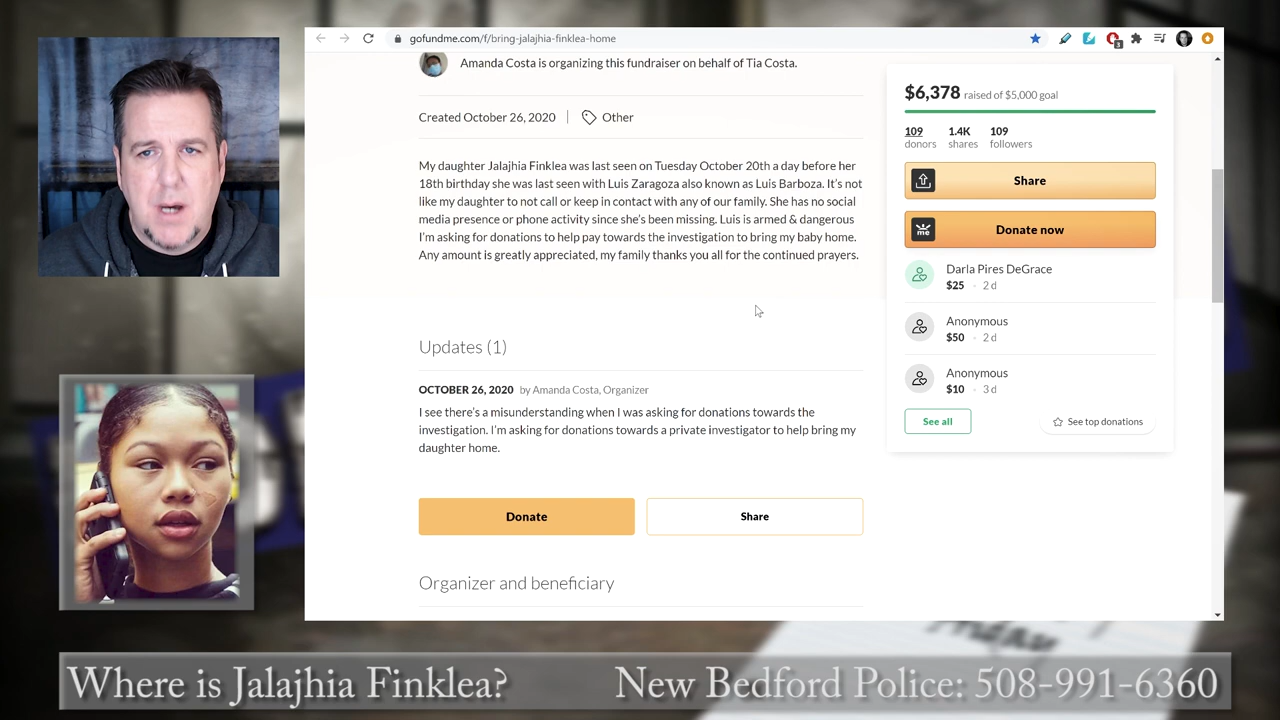 gofundme.com/f/bring-jalajhia-finklea-home
3
Amanda Costa is organizing this fundraiser on behalf of Tia Costa.
Created October 26, 2020 | Other
My daughter Jalajhia Finklea was last seen on Tuesday October 20th a day before her
18th birthday she was last seen with Luis Zaragoza also known as Luis Barboza. It's not
like my daughter to not call or keep in contact with any of our family. She has no social
media presence or phone activity since she's been missing. Luis is armed & dangerous
I'm asking for donations to help pay towards the investigation to bring my baby home.
Any amount is greatly appreciated, my family thanks you all for the continued prayers.
Updates (1)
OCTOBER 26, 2020 by Amanda Costa, Organizer
I see there's a misunderstanding when I was asking for donations towards the
investigation. I'm asking for donations towards a private investigator to help bring my
daughter home.
Donate
Share
Organizer and beneficiary
$6,378 raised of $5,000 goal
109 1.4K 109
donors shares followers
Share
me
Donate now
Darla Pires DeGrace
$25 · 2 d
Anonymous
$50 · 2 d
Anonymous
$10 · 3 d
See all
See top donations
Friday
Where is Jalajhia Finklea?
New Bedford Police: 508-991-6360